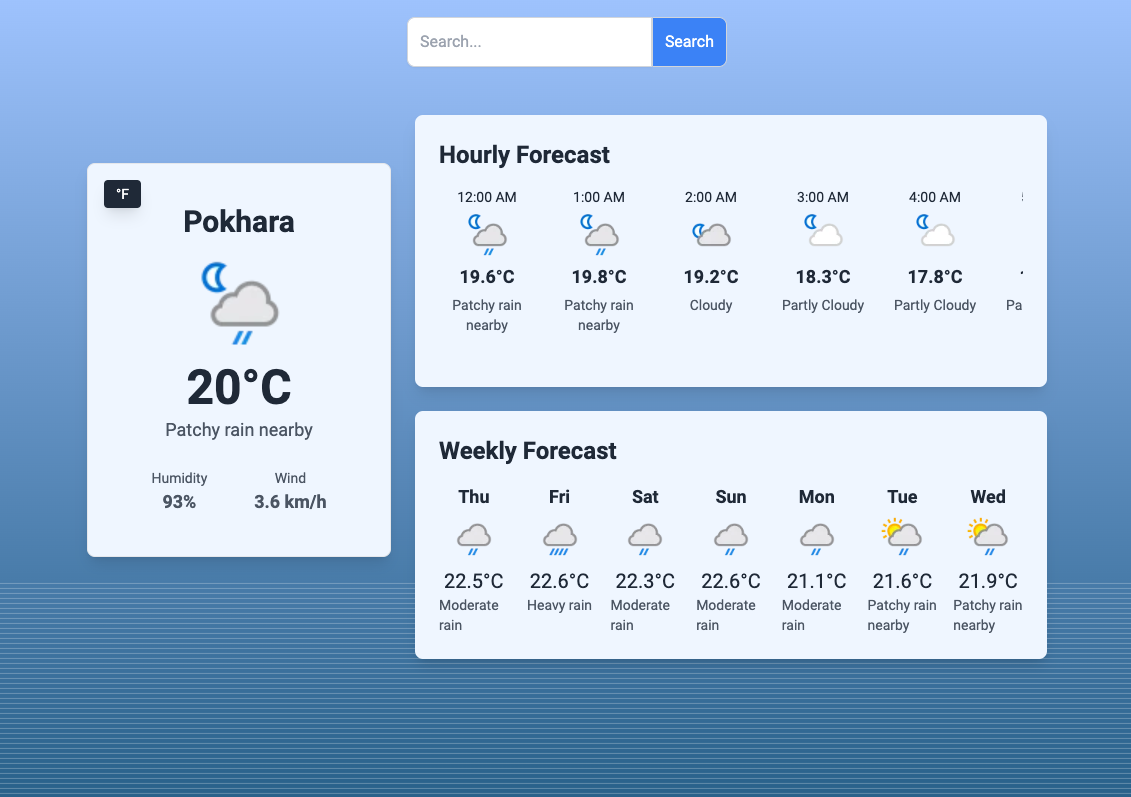 Search...
Search
°F
Pokhara
20°C
Patchy rain nearby
Humidity Wind
93% 3.6 km/h
Hourly Forecast
12:00 AM 1:00 AM 2:00 AM 3:00 AM 4:00 AM
19.6°C 19.8°C 19.2°C 18.3°C 17.8°C
Patchy rain Patchy rain Cloudy Partly Cloudy Partly Cloudy Pa
nearby nearby
Weekly Forecast
Thu Fri Sat Sun Mon Tue Wed
22.5°C 22.6°C 22.3°C 22.6°C 21.1°C 21.6°C 21.9°C
Moderate Heavy rain Moderate Moderate Moderate Patchy rain Patchy rain
rain rain rain rain nearby nearby